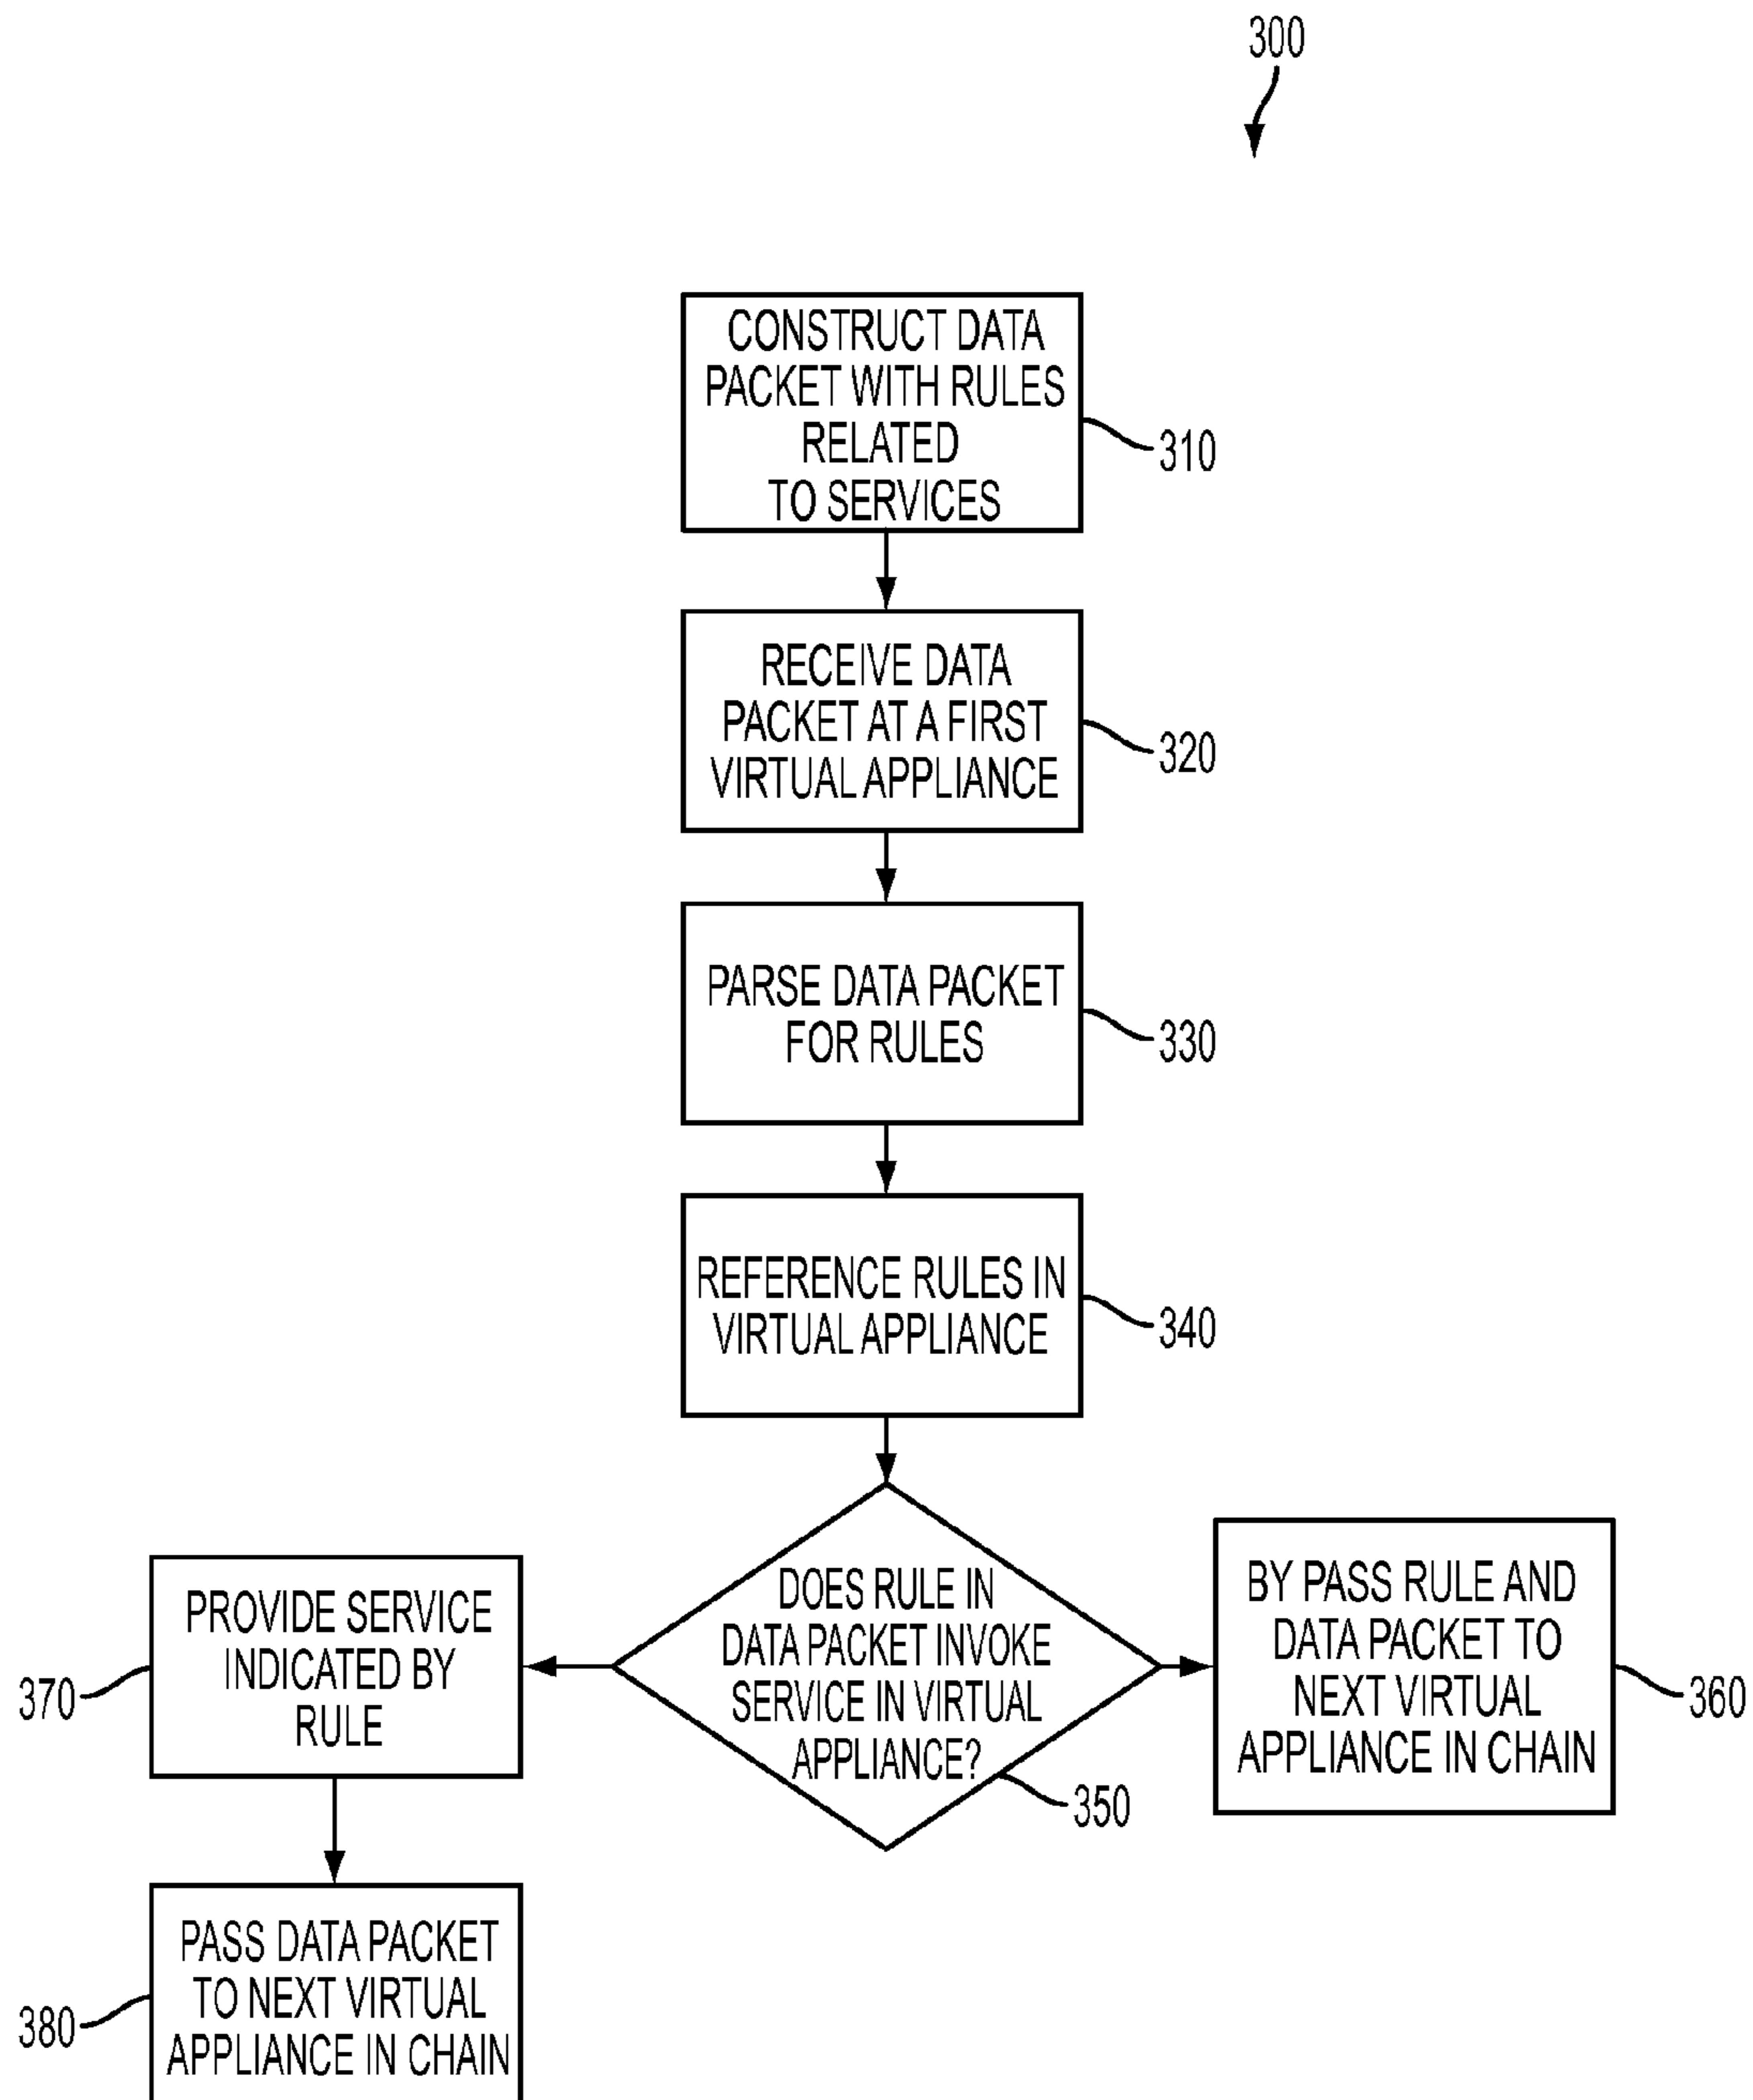 300
CONSTRUCT DATA
PACKET WITH RULES
RELATED
TO SERVICES
310
RECEIVE DATA
PACKET AT A FIRST
VIRTUAL APPLIANCE
320
PARSE DATA PACKET
FOR RULES
330
REFERENCE RULES IN
VIRTUAL APPLIANCE
340
DOES RULE IN
DATA PACKET INVOKE
SERVICE IN VIRTUAL
APPLIANCE?
350
BY PASS RULE AND
DATA PACKET TO
NEXT VIRTUAL
APPLIANCE IN CHAIN
360
PROVIDE SERVICE
INDICATED BY
RULE
370
PASS DATA PACKET
TO NEXT VIRTUAL
APPLIANCE IN CHAIN
380